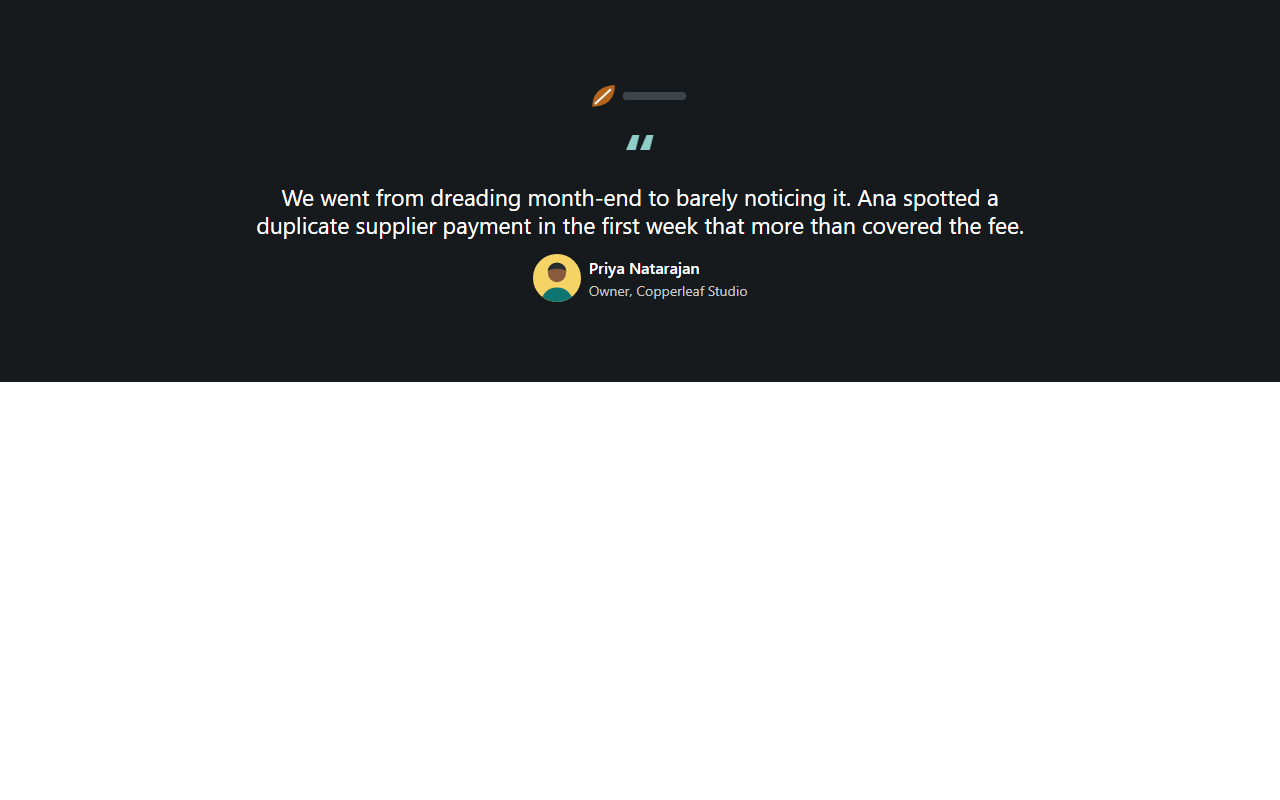 “
We went from dreading month-end to barely noticing it. Ana spotted a
duplicate supplier payment in the first week that more than covered the fee.
Priya Natarajan
Owner, Copperleaf Studio